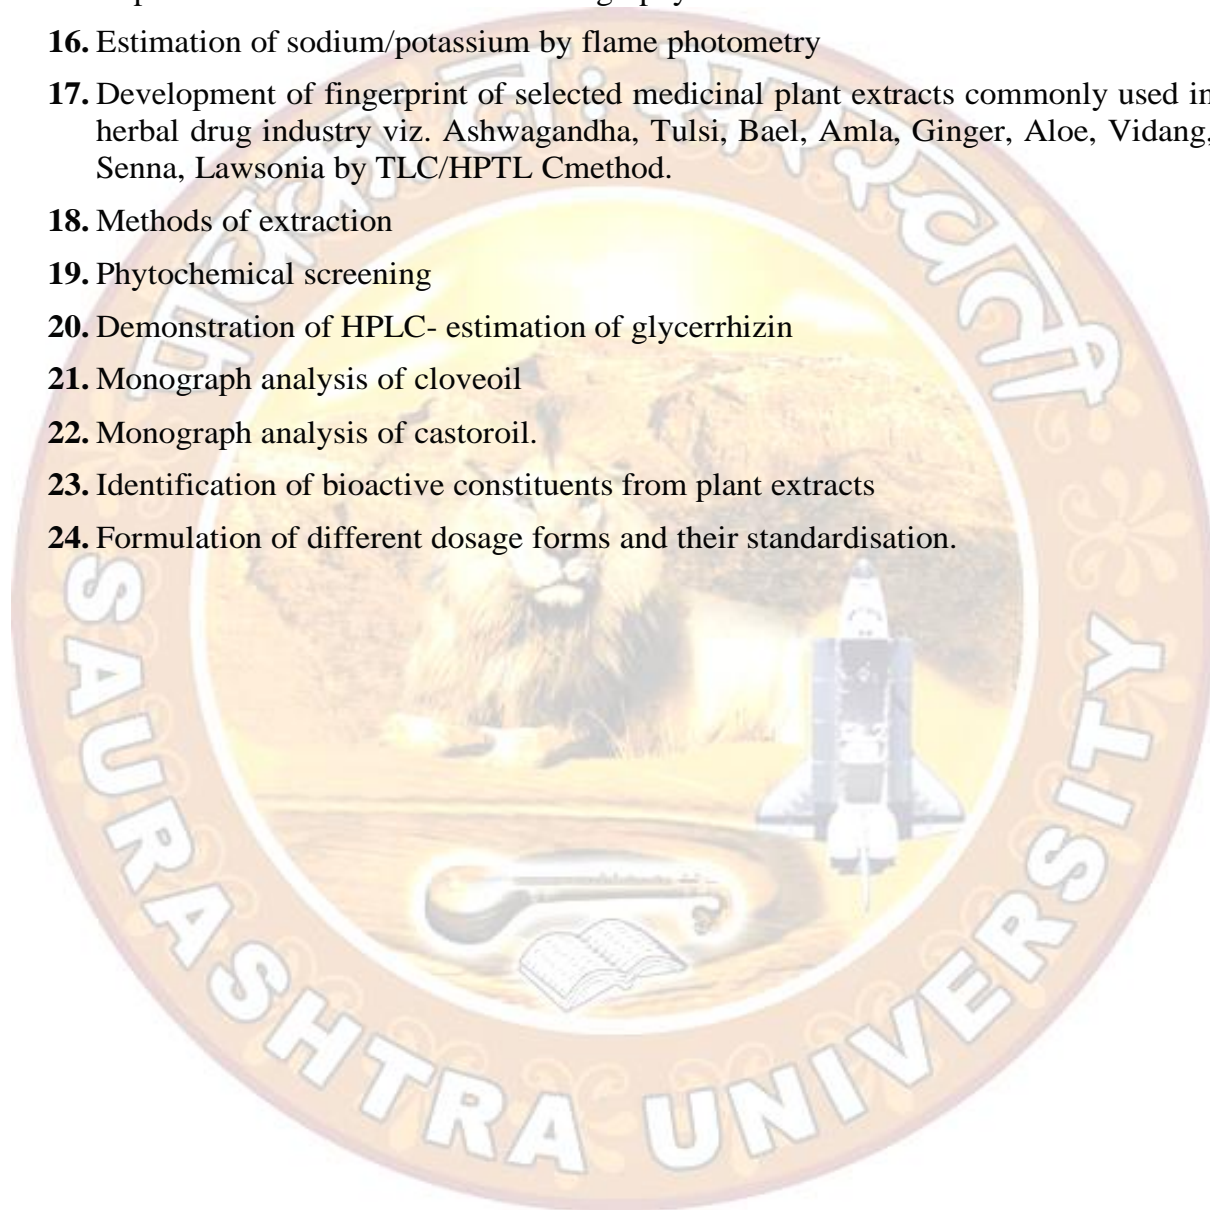 16. Estimation of sodium/potassium by flame photometry
17. Development of fingerprint of selected medicinal plant extracts commonly used in
herbal drug industry viz. Ashwagandha, Tulsi, Bael, Amla, Ginger, Aloe, Vidang,
Senna, Lawsonia by TLC/HPTL Cmethod.
18. Methods of extraction
19. Phytochemical screening
20. Demonstration of HPLC- estimation of glycerrhizin
21. Monograph analysis of cloveoil
22. Monograph analysis of castoroil.
23. Identification of bioactive constituents from plant extracts
24. Formulation of different dosage forms and their standardisation.
पावका नः सरस्वती
SAURASHTRA UNIVERSITY